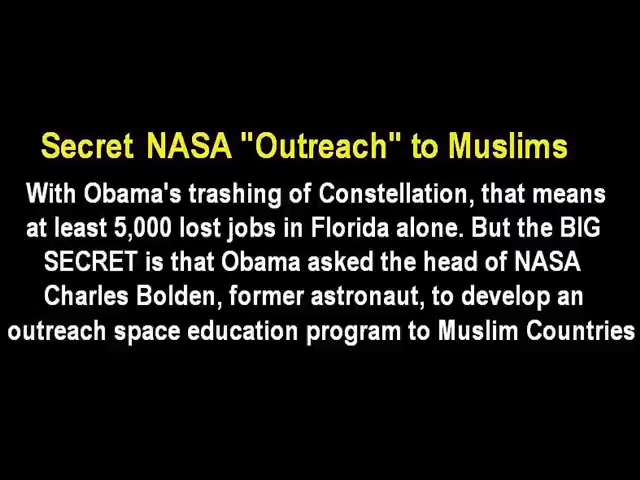 Secret NASA "Outreach" to Muslims
With Obama's trashing of Constellation, that means
at least 5,000 lost jobs in Florida alone. But the BIG
SECRET is that Obama asked the head of NASA
Charles Bolden, former astronaut, to develop an
outreach space education program to Muslim Countries